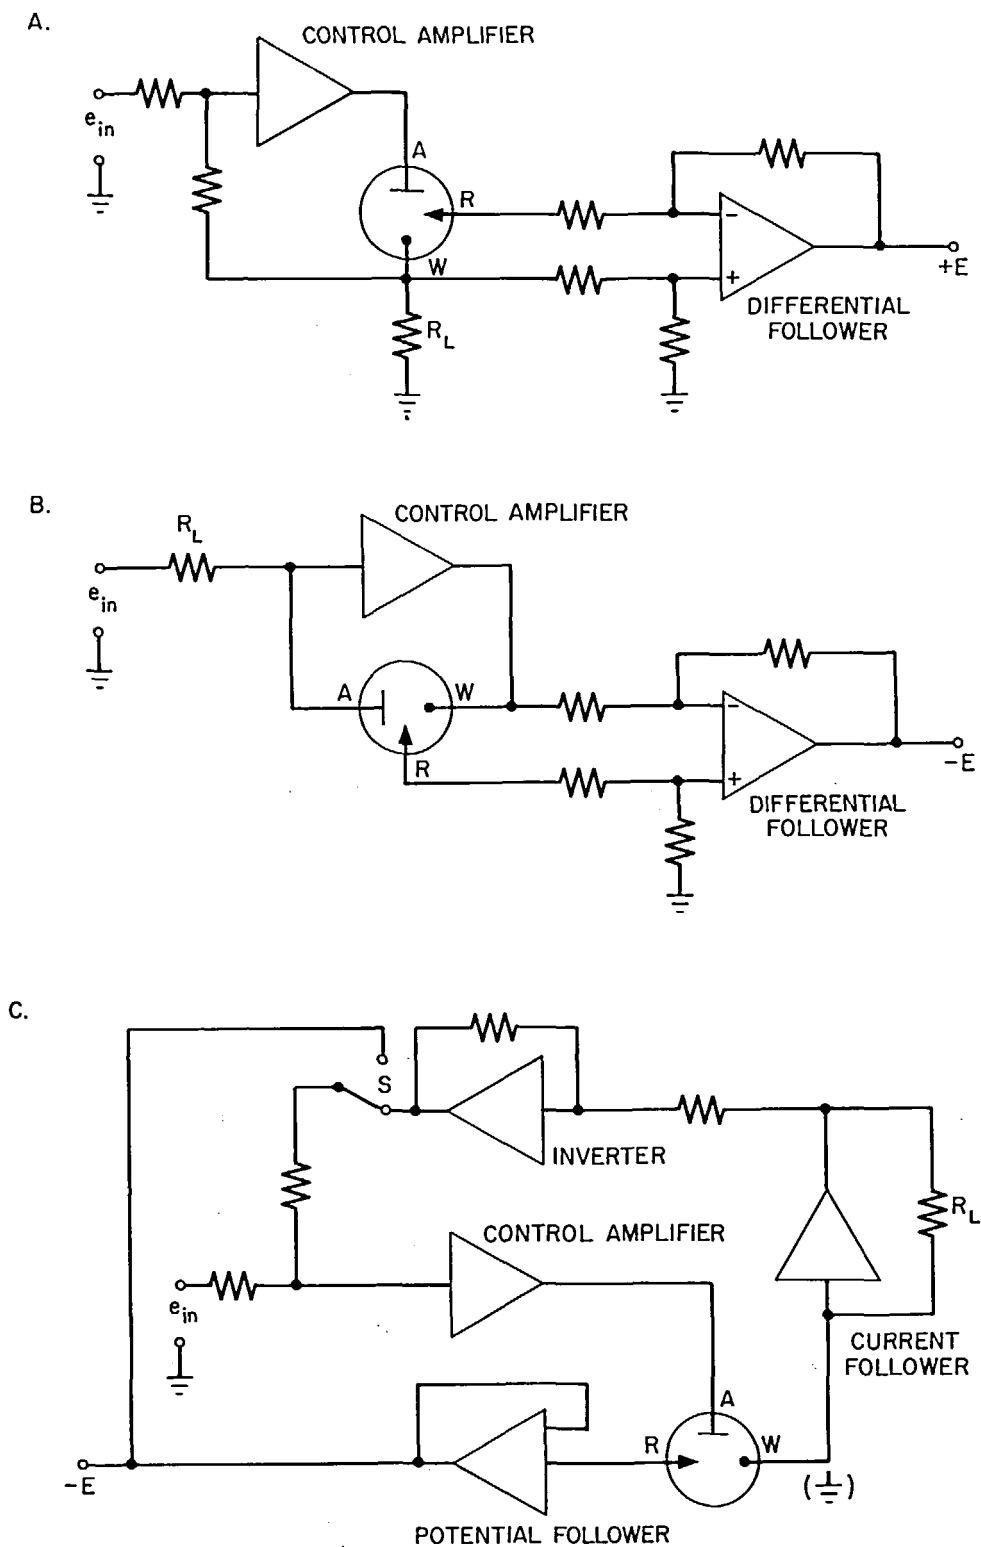 A.
CONTROL AMPLIFIER
e in
A
R
W
R L
−
+
+E
DIFFERENTIAL
FOLLOWER
B.
R L
CONTROL AMPLIFIER
e in
A
W
R
−
+
−E
DIFFERENTIAL
FOLLOWER
C.
S
INVERTER
R L
CONTROL AMPLIFIER
e in
CURRENT
FOLLOWER
A
R
W
−E
( )
POTENTIAL FOLLOWER